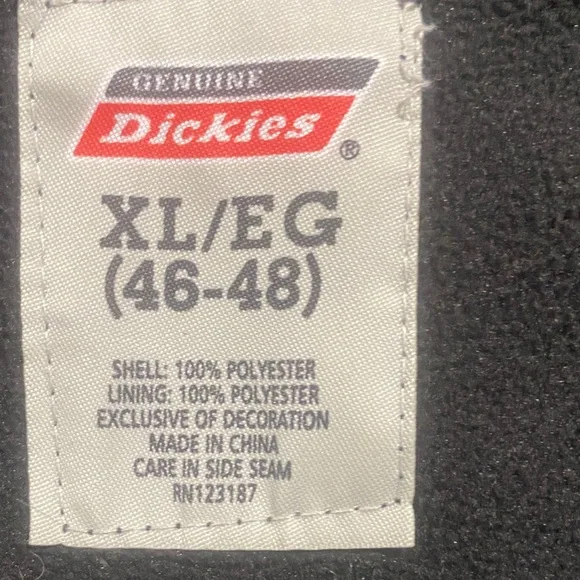 GENUINE
Dickies®
XL/EG
(46-48)
SHELL: 100% POLYESTER
LINING: 100% POLYESTER
EXCLUSIVE OF DECORATION
MADE IN CHINA
CARE IN SIDE SEAM
RN123187